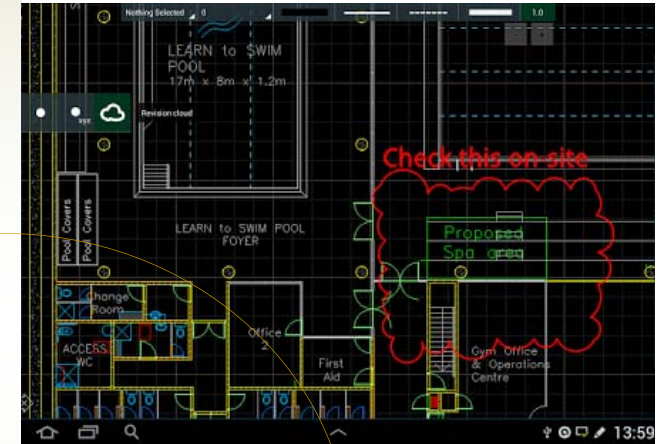 Nothing Selected
0
1.0
LEARN to SWIM
POOL
17m x 8m x 1.2m
xyz
Revision cloud
Check this on site
Pool Covers
Pool Covers
LEARN to SWIM POOL
FOYER
Proposed
Spa area
Change
Room
Office
2
ACCESS
WC
First
Aid
Gym Office
& Operations
Centre
13:59